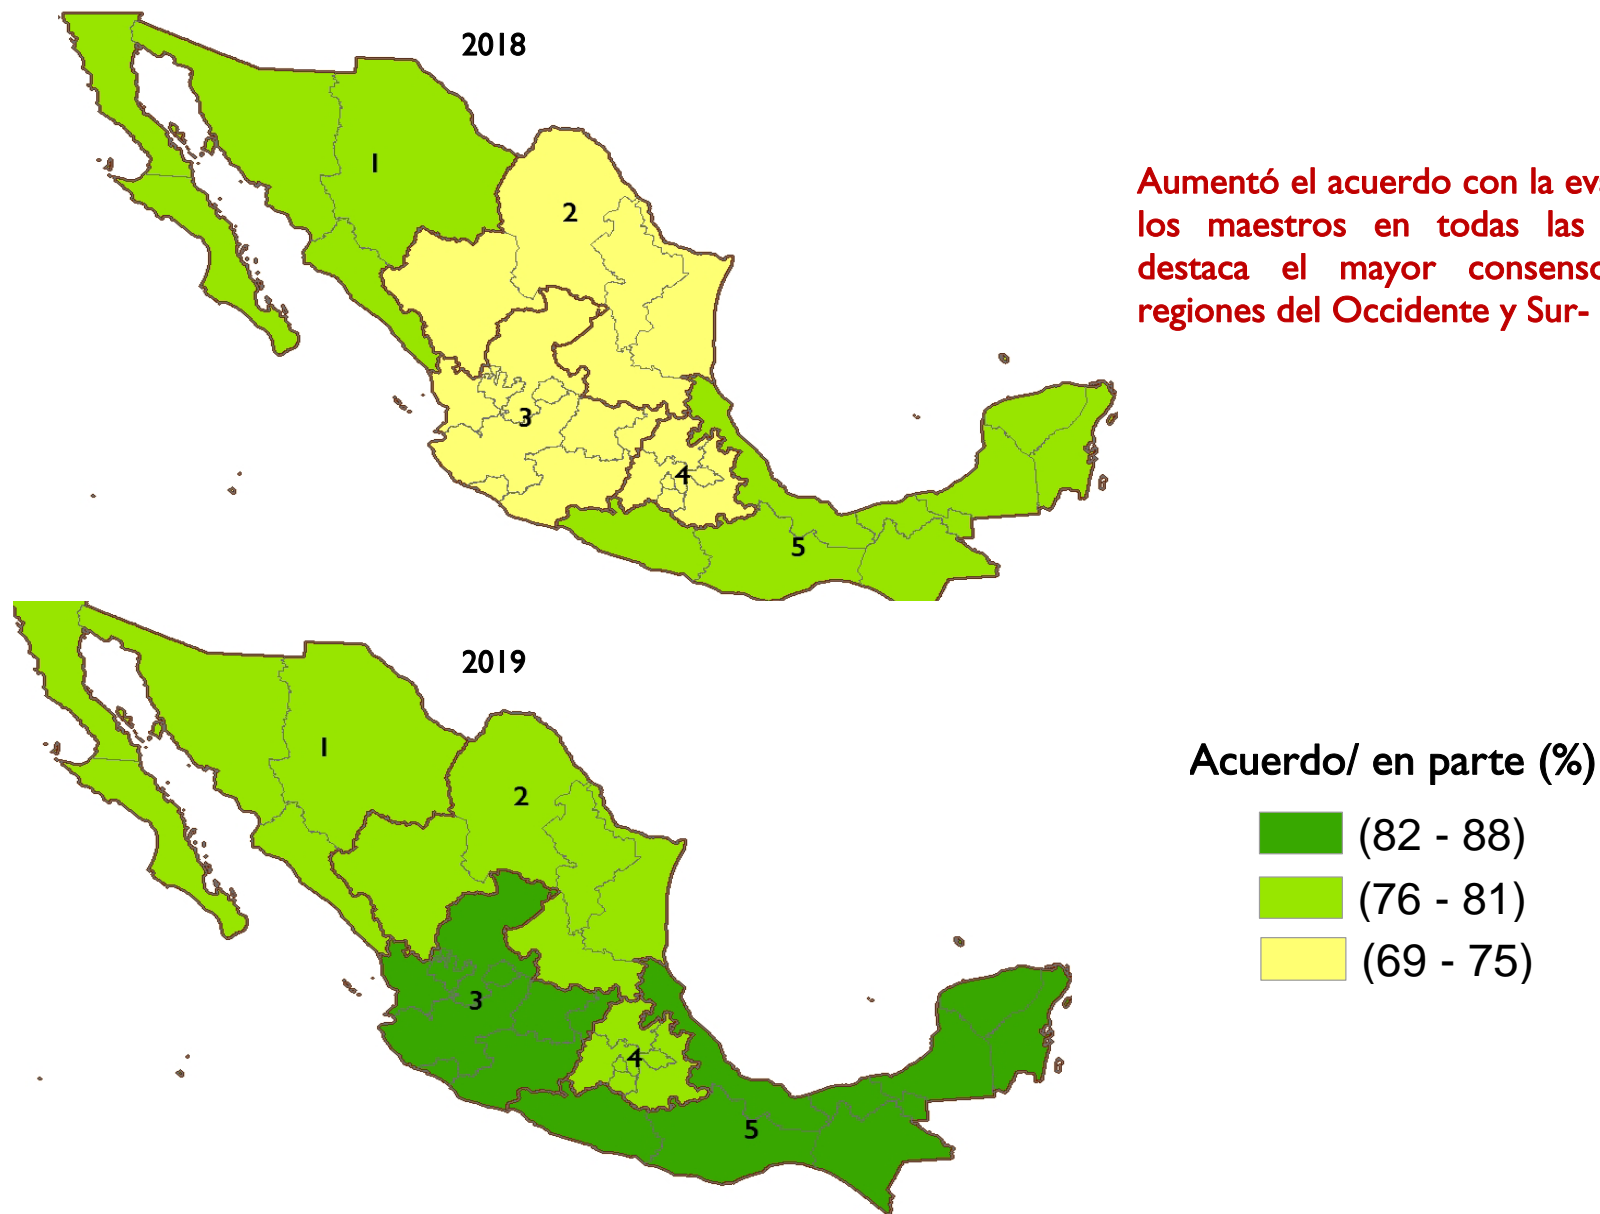 2018
1
2
3
4
5
Aumentó el acuerdo con la
los maestros en todas las
destaca el mayor
regiones del Occidente y Sur-
2019
1
2
3
4
5
Acuerdo/ en parte (%)
(82 - 88)
(76 - 81)
(69 - 75)